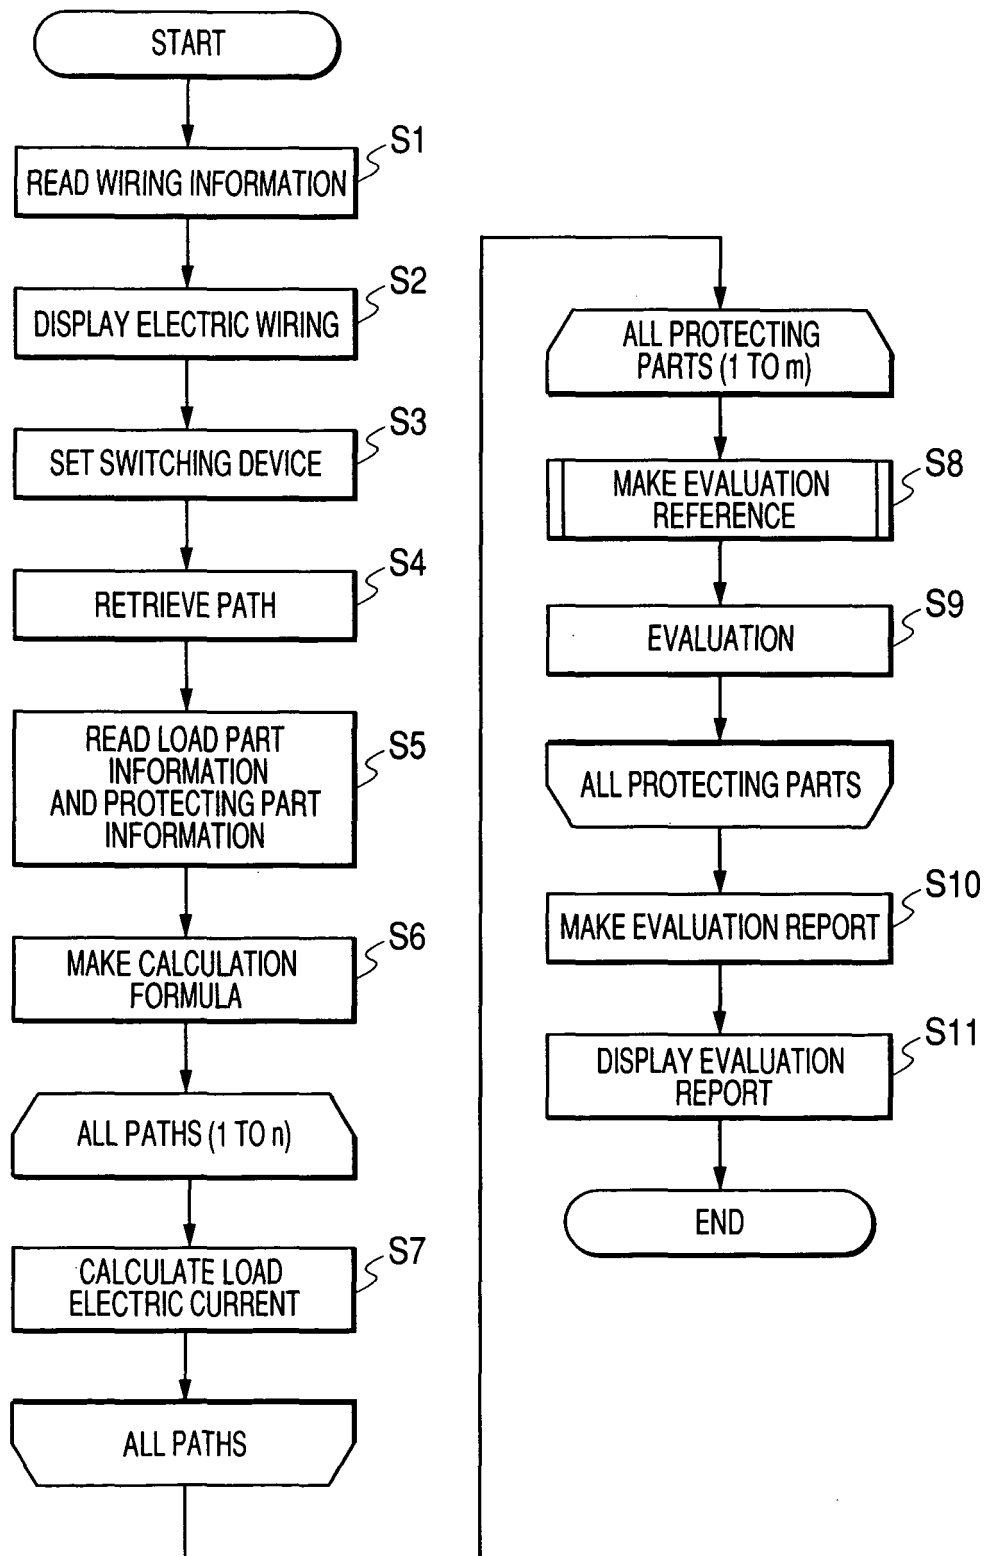 START
S1
READ WIRING INFORMATION
S2
DISPLAY ELECTRIC WIRING
S3
SET SWITCHING DEVICE
S4
RETRIEVE PATH
S5
READ LOAD PART
INFORMATION
AND PROTECTING PART
INFORMATION
S6
MAKE CALCULATION
FORMULA
ALL PATHS (1 TO n)
S7
CALCULATE LOAD
ELECTRIC CURRENT
ALL PATHS
ALL PROTECTING
PARTS (1 TO m)
S8
MAKE EVALUATION
REFERENCE
S9
EVALUATION
ALL PROTECTING PARTS
S10
MAKE EVALUATION REPORT
S11
DISPLAY EVALUATION
REPORT
END